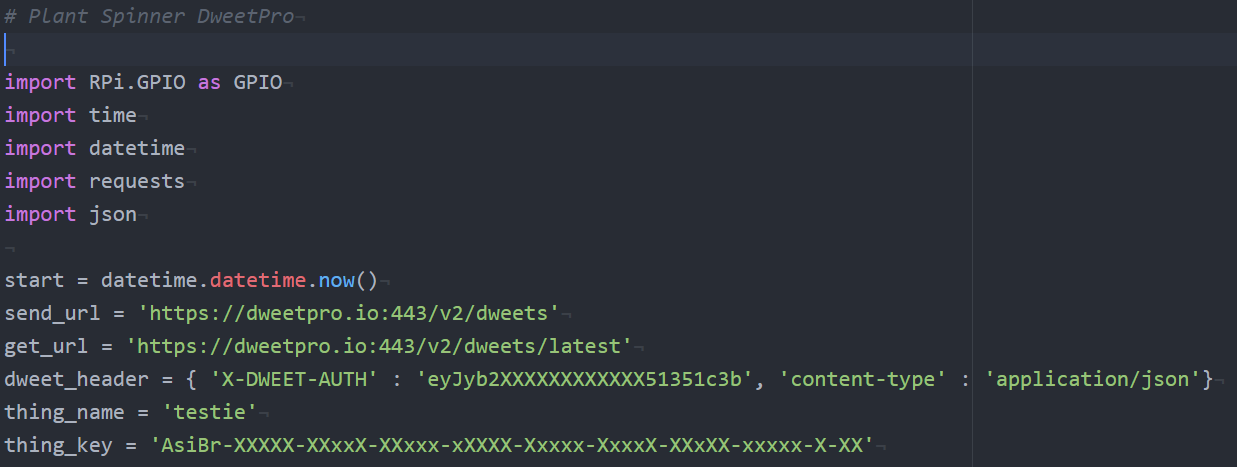 # Plant Spinner DweetPro¬
¬
import RPi.GPIO as GPIO¬
import time¬
import datetime¬
import requests¬
import json¬
¬
start = datetime.datetime.now()¬
send_url = 'https://dweetpro.io:443/v2/dweets'¬
get_url = 'https://dweetpro.io:443/v2/dweets/latest'¬
dweet_header = { 'X-DWEET-AUTH' : 'eyJyb2XXXXXXXXXXXX51351c3b', 'content-type' : 'application/json'}¬
thing_name = 'testie'¬
thing_key = 'AsiBr-XXXXX-XXxxX-XXxxx-xXXXX-Xxxxx-XxxxX-XXxXX-xxxxx-X-XX'¬